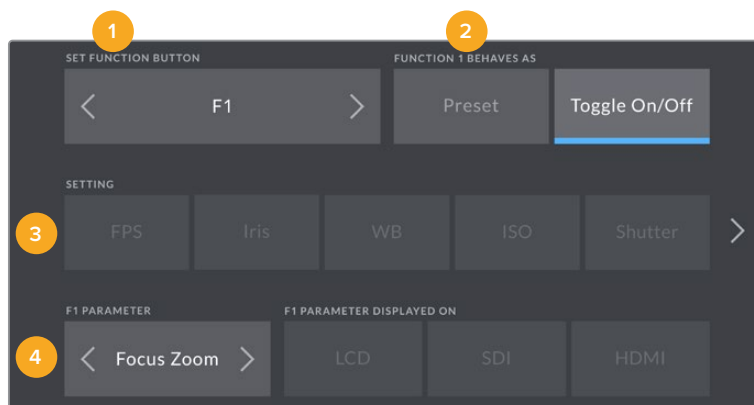 1 2
SET FUNCTION BUTTON FUNCTION 1 BEHAVES AS
F1 Preset Toggle On/Off
SETTING
3 FPS Iris WB ISO Shutter
F1 PARAMETER F1 PARAMETER DISPLAYED ON
4 Focus Zoom LCD SDI HDMI